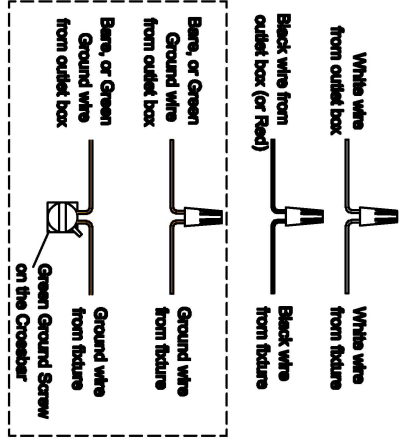 White wire
from outlet box
White wire
from fixture
Black wire from
outlet box (or Red)
Black wire
from fixture
Bare, or Green
Ground wire
from outlet box
Ground wire
from fixture
Bare, or Green
Ground wire
from outlet box
Ground wire
from fixture
Green Ground Screw
on the Crossbar